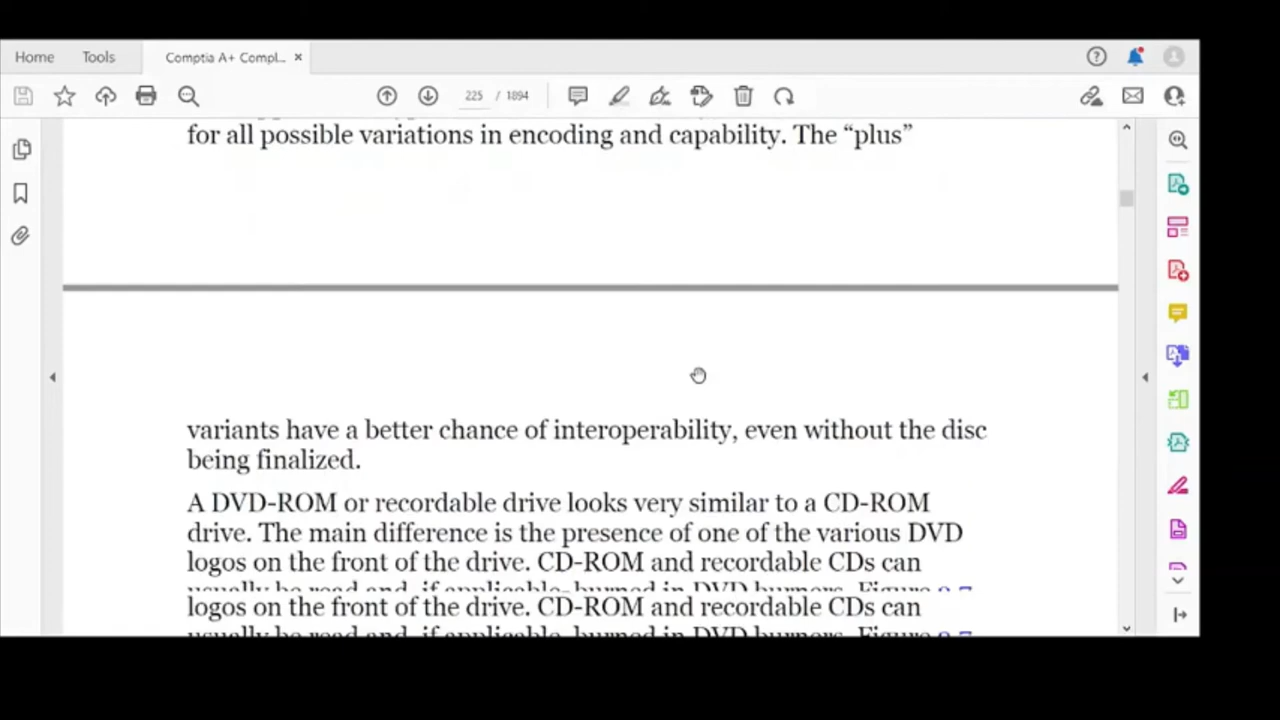 Home
Tools
Comptia A+ Compl...
225 / 1894
for all possible variations in encoding and capability. The “plus”
variants have a better chance of interoperability, even without the disc
being finalized.
A DVD-ROM or recordable drive looks very similar to a CD-ROM
drive. The main difference is the presence of one of the various DVD
logos on the front of the drive. CD-ROM and recordable CDs can
usually be read and, if applicable, burned in DVD burners. Figure
logos on the front of the drive. CD-ROM and recordable CDs can
usually be read and, if applicable, burned in DVD burners. Figure